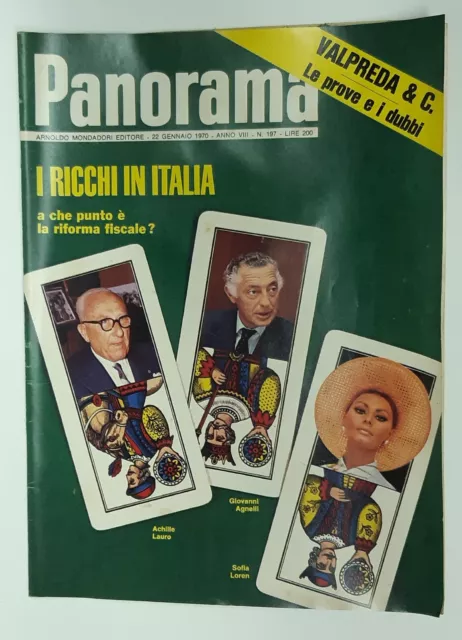 VALPREDA & C.
Le prove e i dubbi
Panorama
ARNOLDO MONDADORI EDITORE - 22 GENNAIO 1970 - ANNO VIII - N. 197 - LIRE 200
I RICCHI IN ITALIA
a che punto è
la riforma fiscale?
Achille
Lauro
Giovanni
Agnelli
Sofia
Loren